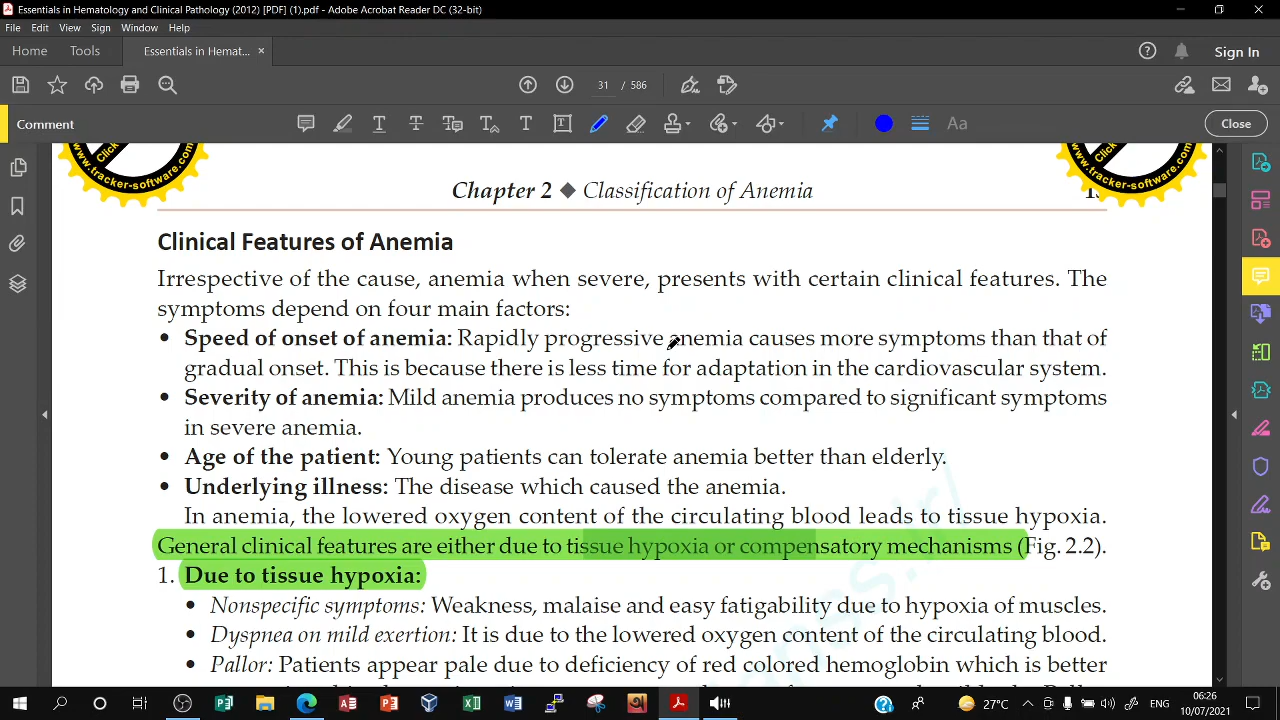 Essentials in Hematology and Clinical Pathology (2012) [PDF] (1).pdf - Adobe Acrobat Reader DC (32-bit)
File Edit View Sign Window Help
Home Tools Essentials in Hemat... × Sign In
31 / 586
Comment Aa Close
www.tracker-software.com www.tracker-software.com
Chapter 2 ◆ Classification of Anemia
Clinical Features of Anemia
Irrespective of the cause, anemia when severe, presents with certain clinical features. The
symptoms depend on four main factors:
• Speed of onset of anemia: Rapidly progressive anemia causes more symptoms than that of
gradual onset. This is because there is less time for adaptation in the cardiovascular system.
• Severity of anemia: Mild anemia produces no symptoms compared to significant symptoms
in severe anemia.
• Age of the patient: Young patients can tolerate anemia better than elderly.
• Underlying illness: The disease which caused the anemia.
In anemia, the lowered oxygen content of the circulating blood leads to tissue hypoxia.
General clinical features are either due to tissue hypoxia or compensatory mechanisms (Fig. 2.2).
1. Due to tissue hypoxia:
• Nonspecific symptoms: Weakness, malaise and easy fatigability due to hypoxia of muscles.
• Dyspnea on mild exertion: It is due to the lowered oxygen content of the circulating blood.
• Pallor: Patients appear pale due to deficiency of red colored hemoglobin which is better
27°C ENG 06:26
10/07/2021